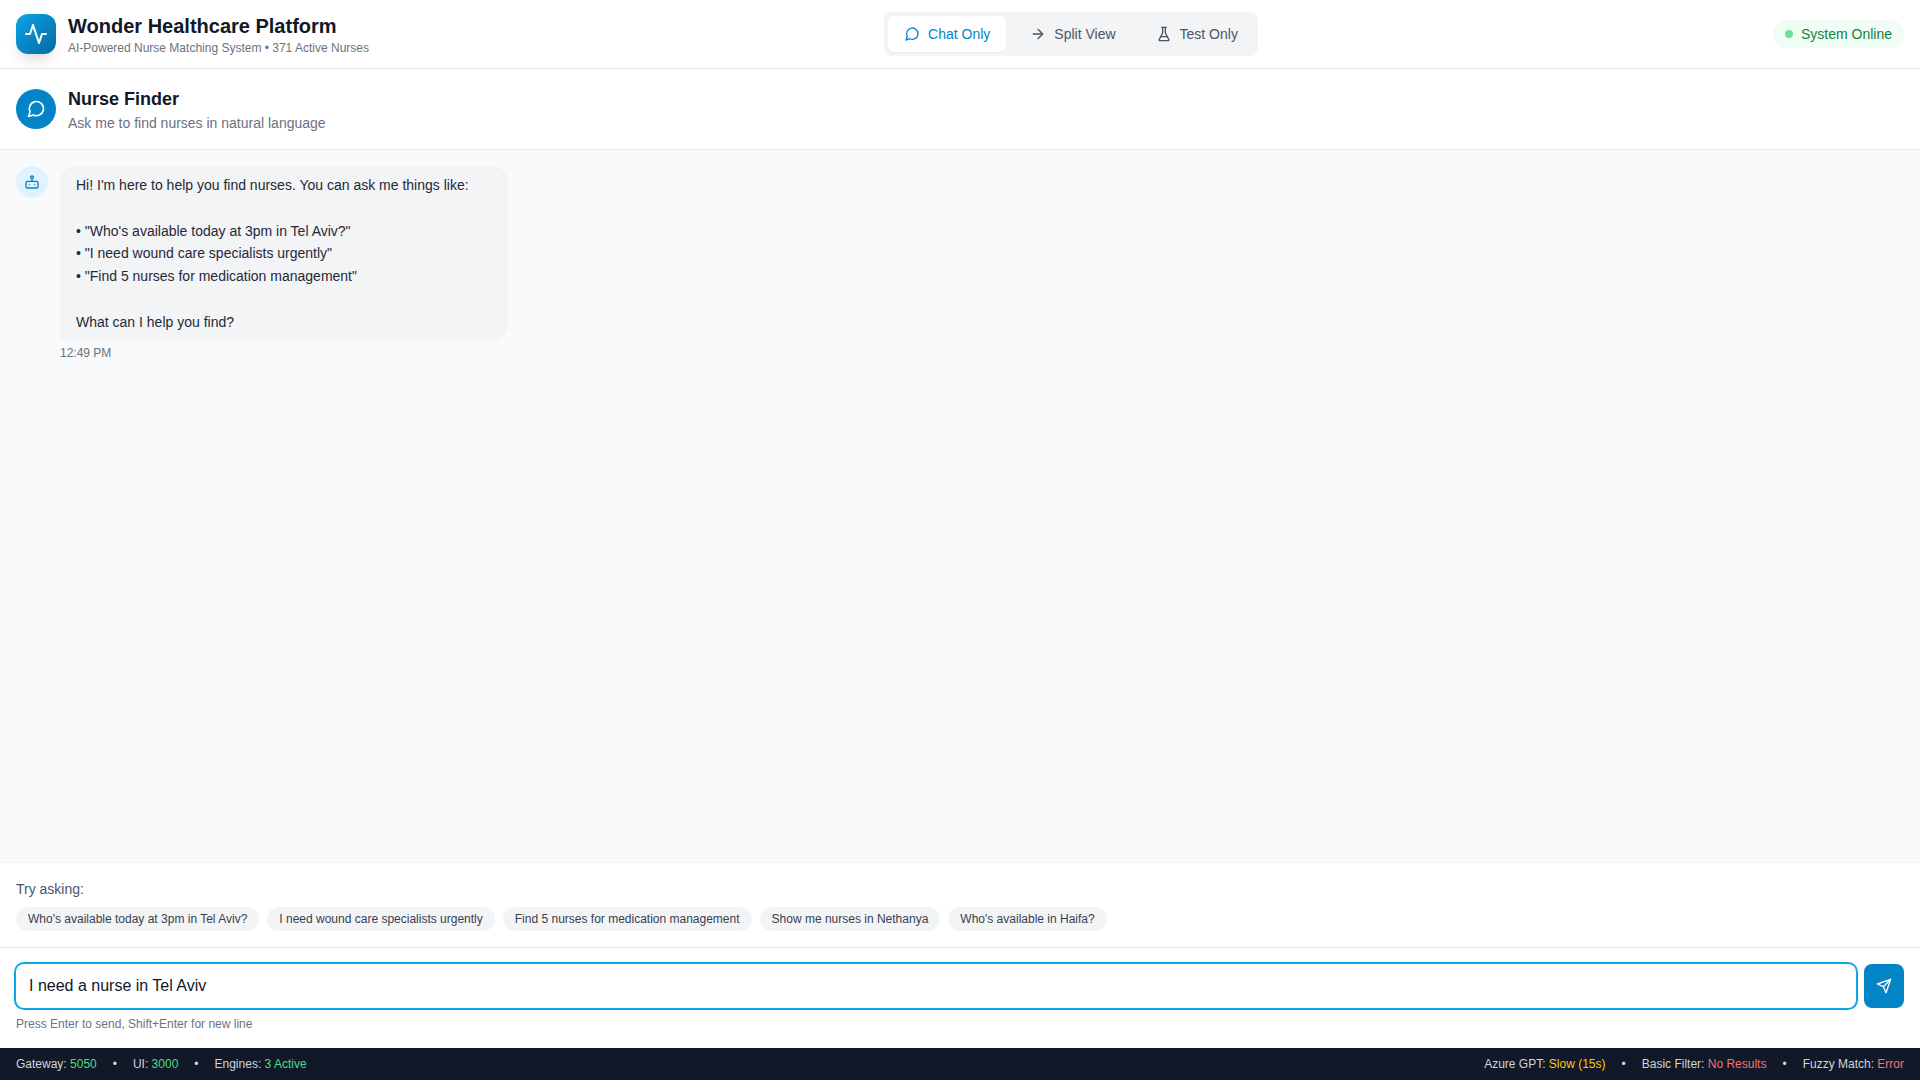 Wonder Healthcare Platform
AI-Powered Nurse Matching System • 371 Active Nurses
Chat Only
Split View
Test Only
System Online
Nurse Finder
Ask me to find nurses in natural language
Hi! I'm here to help you find nurses. You can ask me things like:
• "Who's available today at 3pm in Tel Aviv?"
• "I need wound care specialists urgently"
• "Find 5 nurses for medication management"
What can I help you find?
12:49 PM
Try asking:
Who's available today at 3pm in Tel Aviv?
I need wound care specialists urgently
Find 5 nurses for medication management
Show me nurses in Nethanya
Who's available in Haifa?
I need a nurse in Tel Aviv
Press Enter to send, Shift+Enter for new line
Gateway: 5050 • UI: 3000 • Engines: 3 Active
Azure GPT: Slow (15s) • Basic Filter: No Results • Fuzzy Match: Error